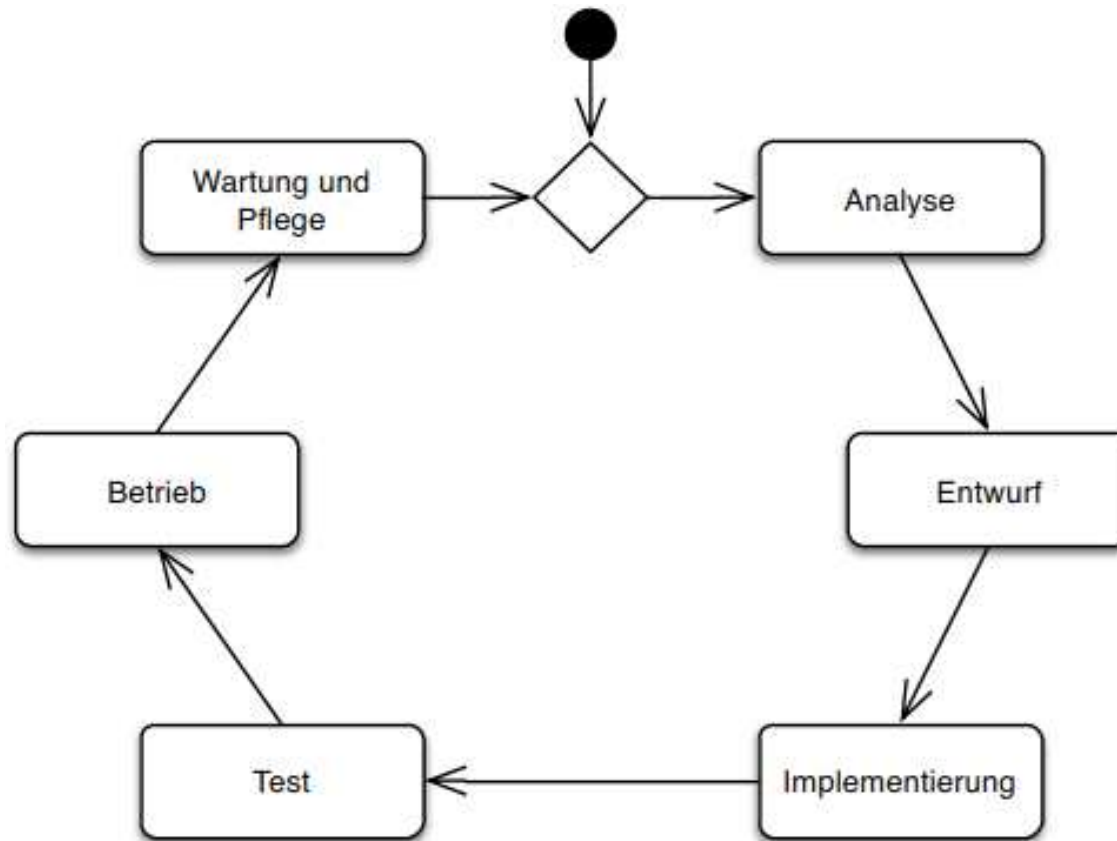 Wartung und
Pflege
Analyse
Betrieb
Entwurf
Test
Implementierung